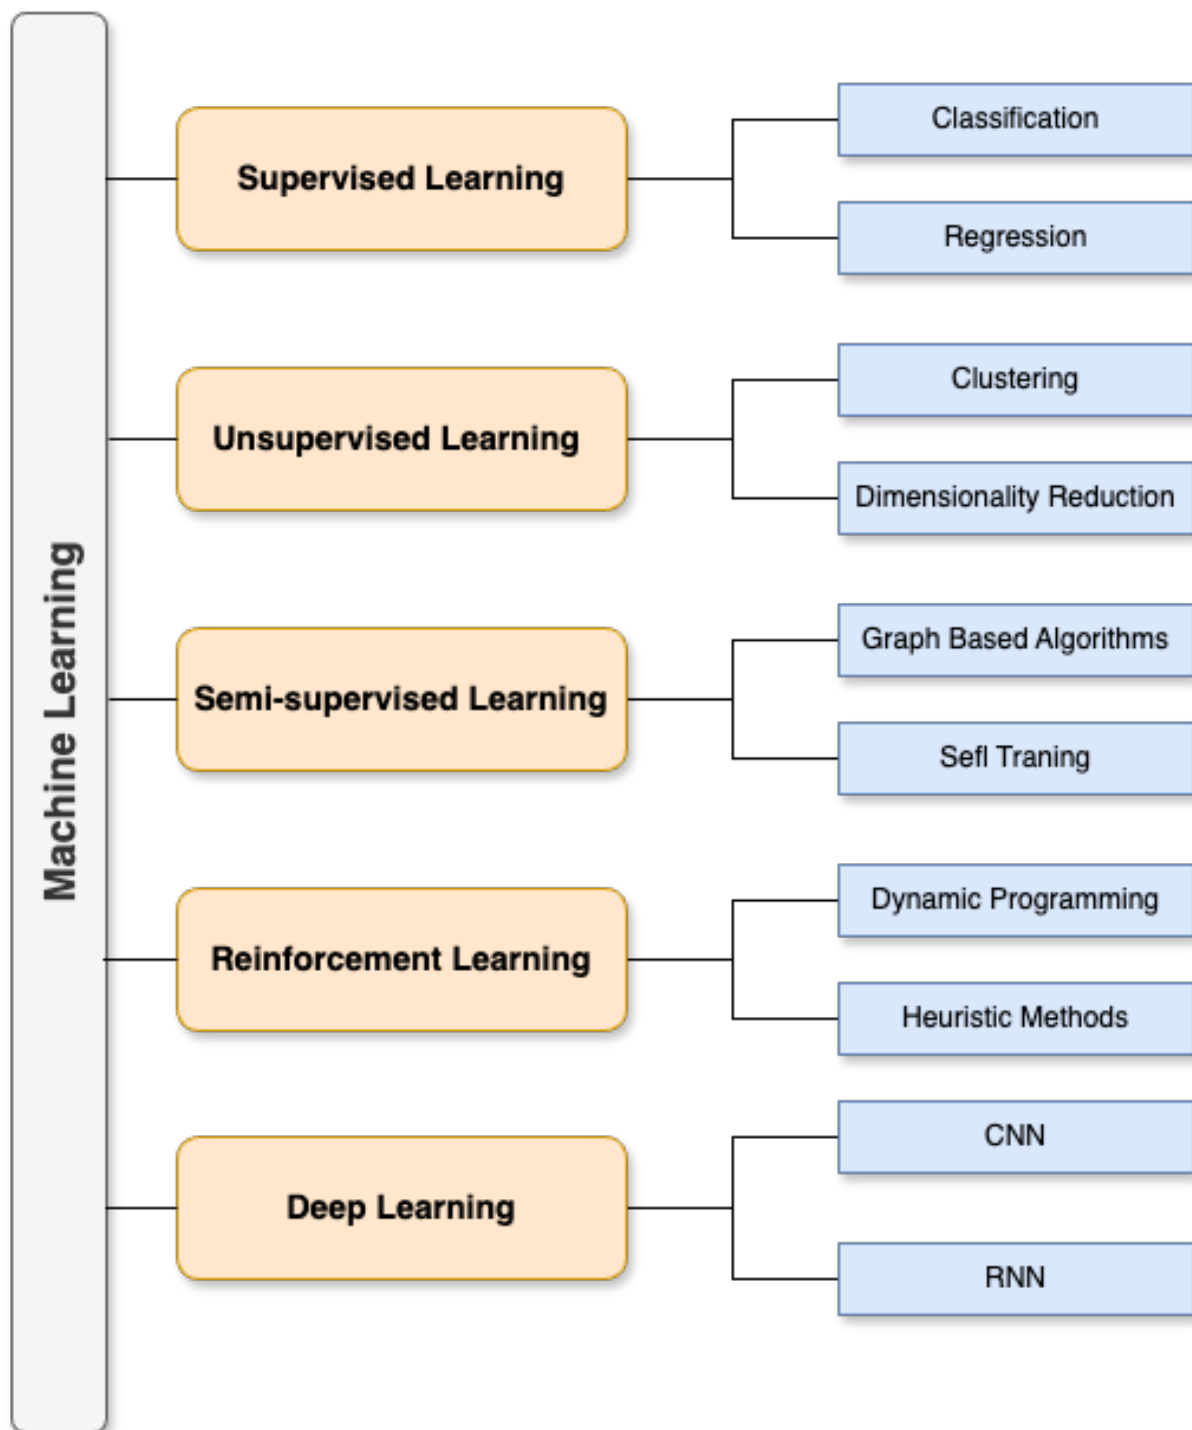 Machine Learning
Supervised Learning
Classification
Regression
Unsupervised Learning
Clustering
Dimensionality Reduction
Semi-supervised Learning
Graph Based Algorithms
Sefl Traning
Reinforcement Learning
Dynamic Programming
Heuristic Methods
Deep Learning
CNN
RNN